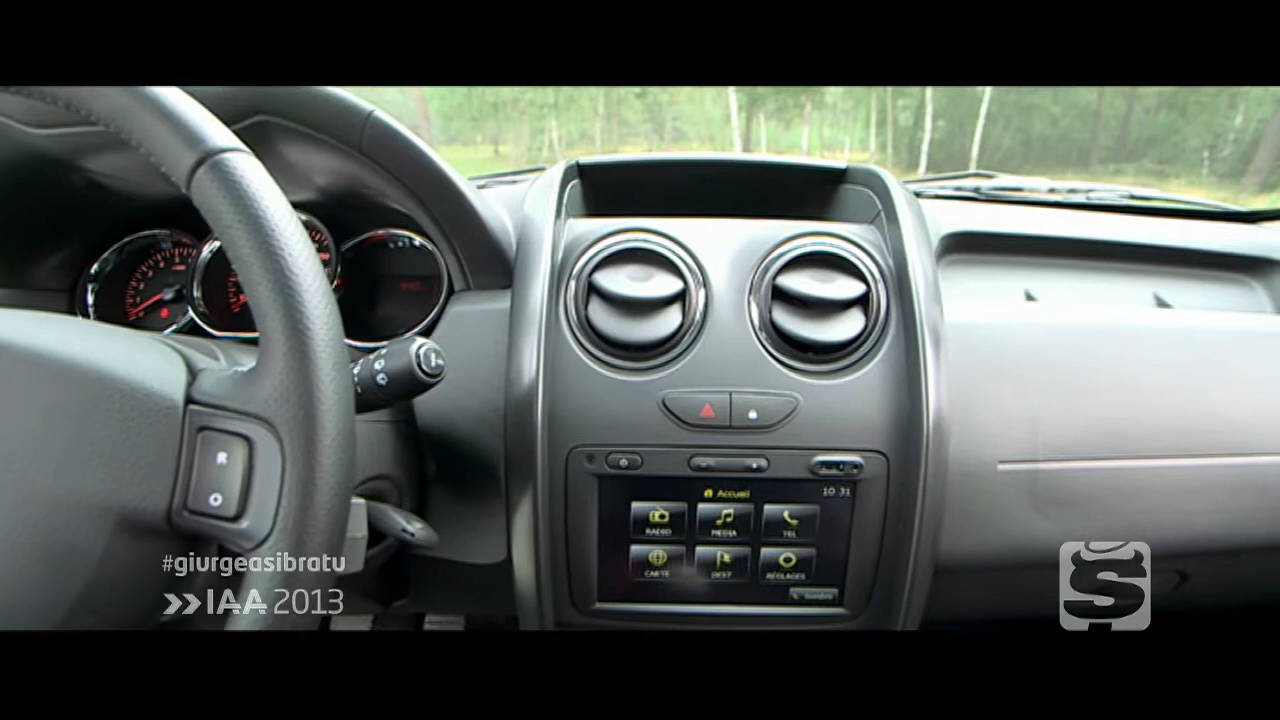 R
O
Accueil
10 31
RADIO
MEDIA
TEL
CARTE
DEST
RÉGLAGES
#giurgeasibratu
IAA 2013
S